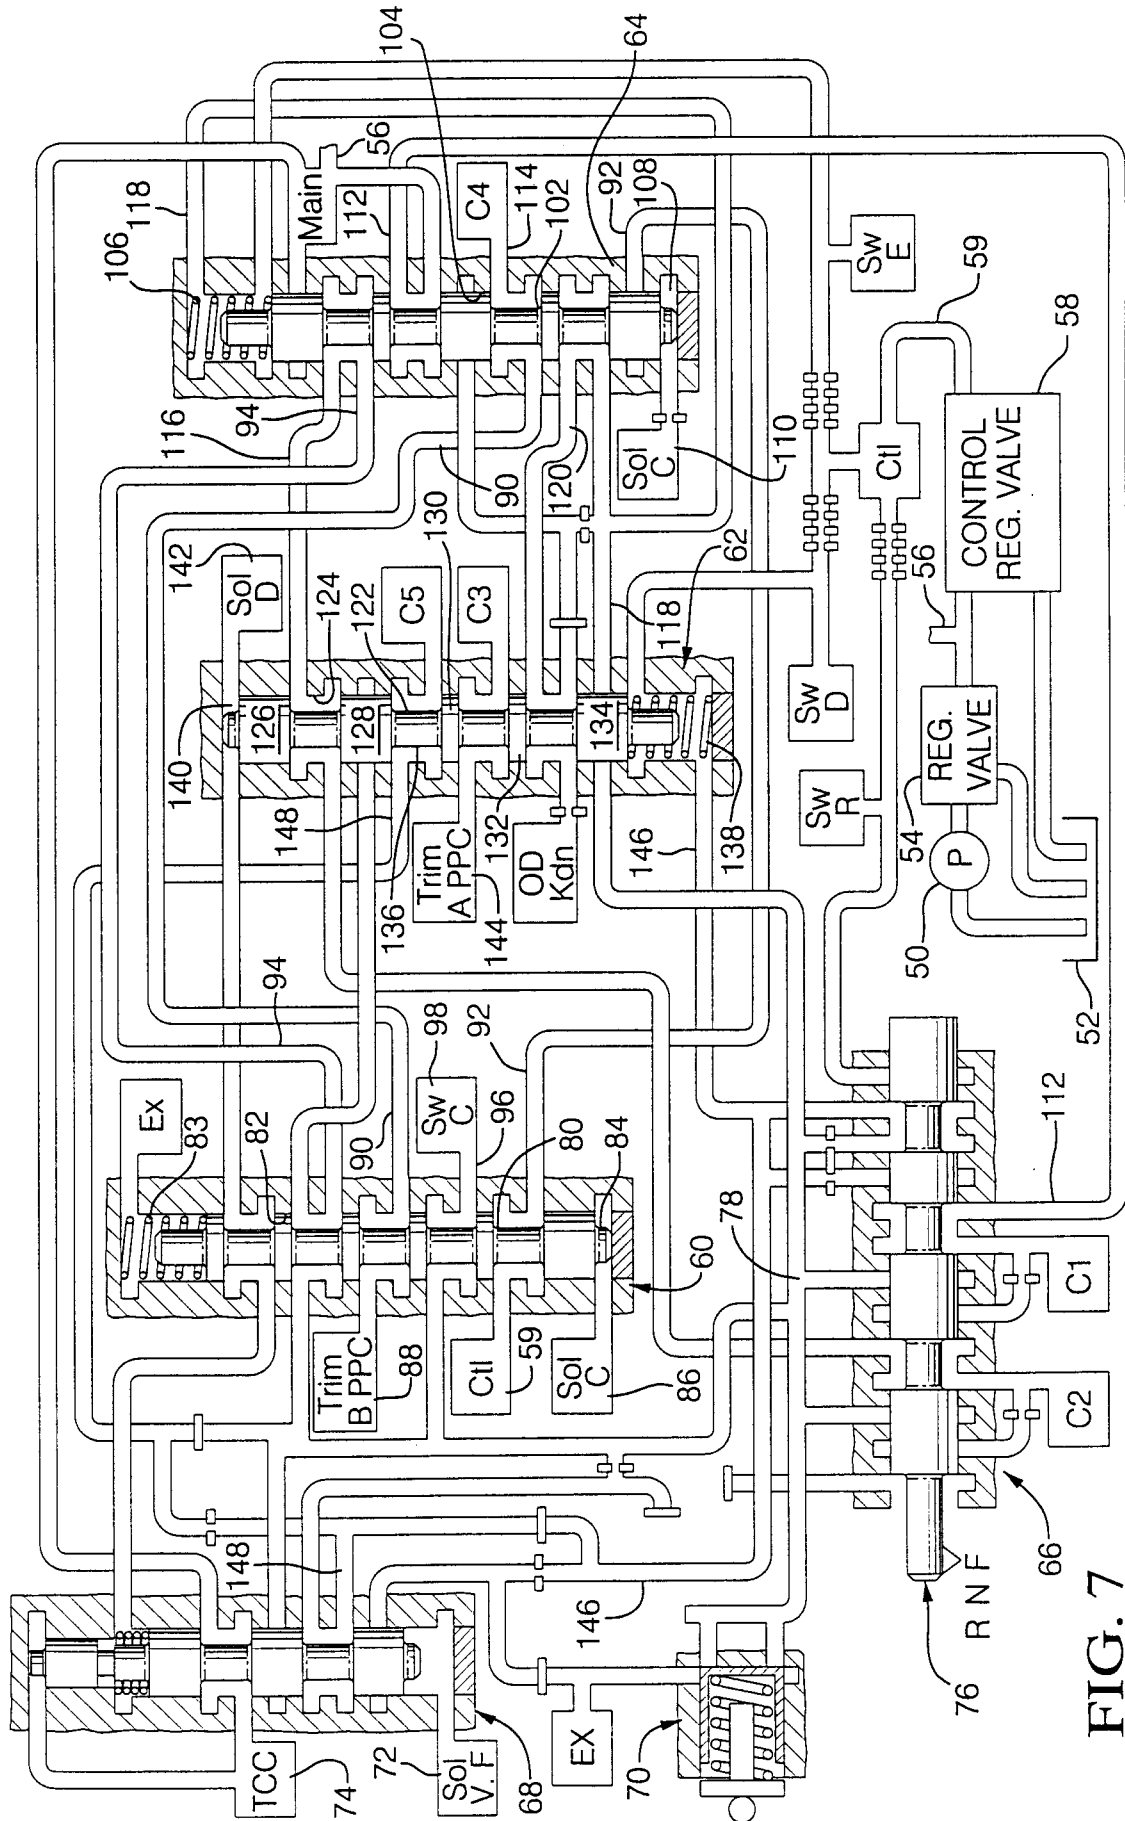 TCC
74
72
Sol
V. F
68
148
146
EX
70
Ex
83
82
94
90
Trim
B PPC
88
Sw
C
98
96
92
Ctl
59
80
Sol
C
84
86
60
78
140
142
Sol
D
126
124
128
122
148
136
130
C5
C3
Trim
A PPC
144
132
OD
Kdn
134
118
62
146
138
106
118
116
94
Main
56
112
104
90
C4
114
102
120
64
92
108
Sol
C
110
Sw
E
Sw
D
Sw
R
Ctl
59
58
CONTROL
REG. VALVE
56
54
REG.
VALVE
50
P
52
112
C1
C2
66
76
R N F
FIG. 7